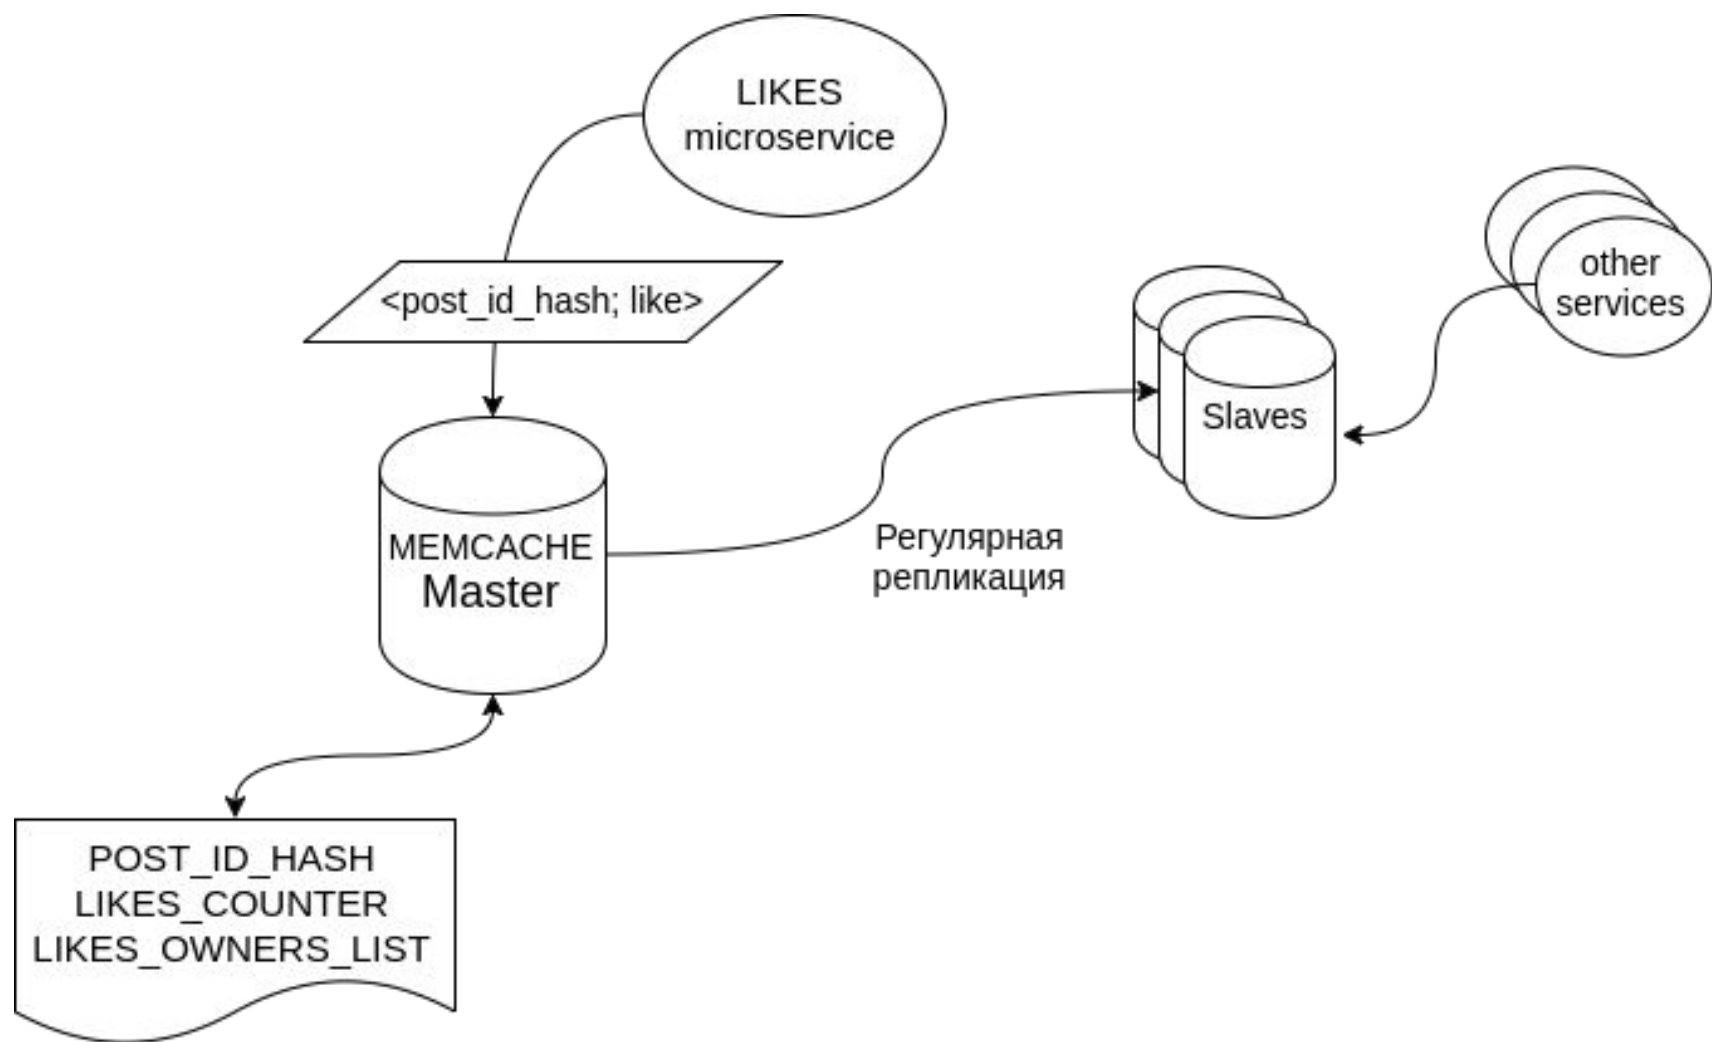 LIKES
microservice
<post_id_hash; like>
other
services
Slaves
MEMCACHE
Master
Регулярная
репликация
POST_ID_HASH
LIKES_COUNTER
LIKES_OWNERS_LIST